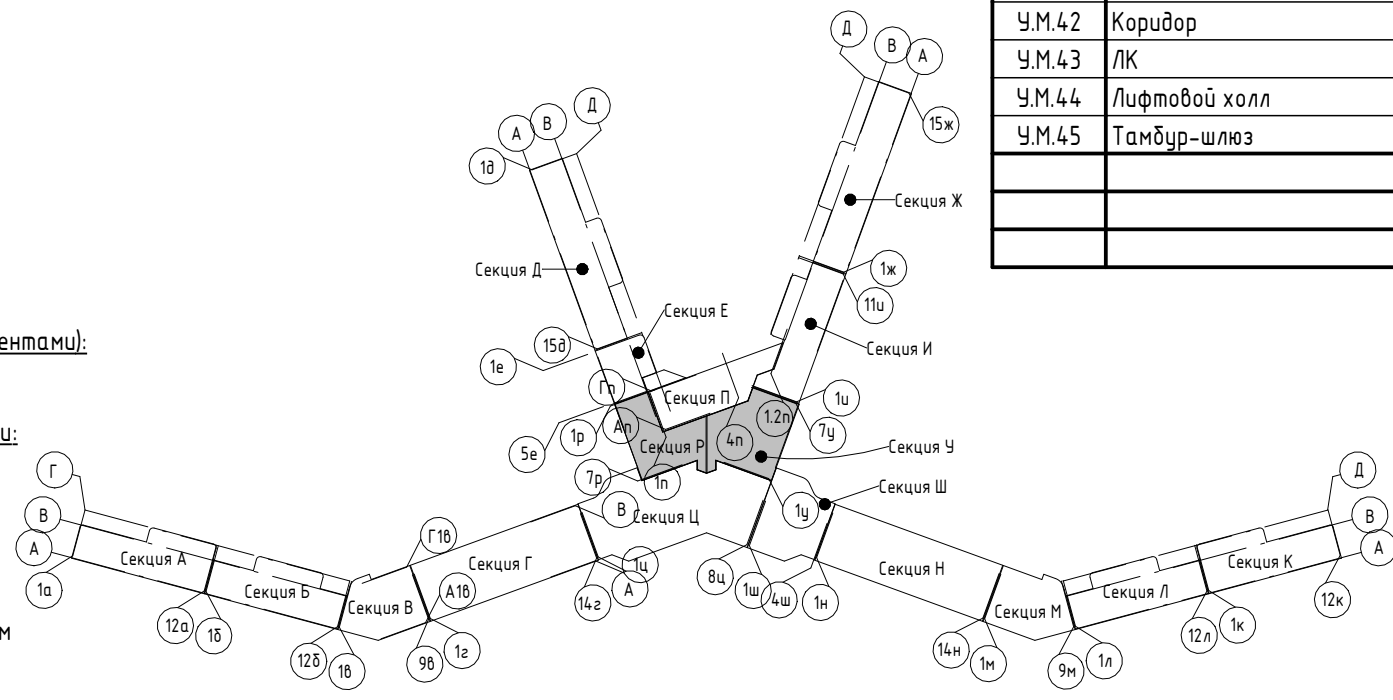 У.М.42 Коридор
У.М.43 ЛК
У.М.44 Лифтовой холл
У.М.45 Тамбур-шлюз
Д
В
А
15ж
Д
В
А
1д
Секция Ж
Секция Д
1ж
11и
Секция Е
Секция И
15д
1е
ентами):
Гп
Секция П
1и
1.2п
7у
Ап
4п
1р
5е
Секция Р
Секция У
и:
7р
1п
Секция Ш
1у
Г
В
А
Д
В
А
В
Секция Ц
Г1в
Секция А
Секция Б
Секция В
Секция Г
1ц
А
8ц
1ш
4ш
1н
Секция Н
Секция М
Секция Л
Секция К
1а
12а
1б
12б
1в
9в
А1в
1г
14г
14н
1м
9м
1л
12л
1к
12к
м